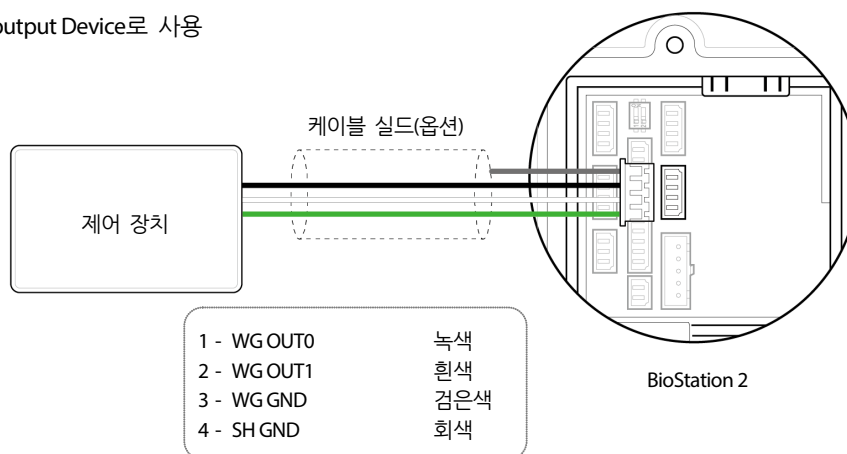 output Device로 사용
케이블 실드(옵션)
제어 장치
1 - WG OUT0 녹색
2 - WG OUT1 흰색
3 - WG GND 검은색
4 - SH GND 회색
BioStation 2